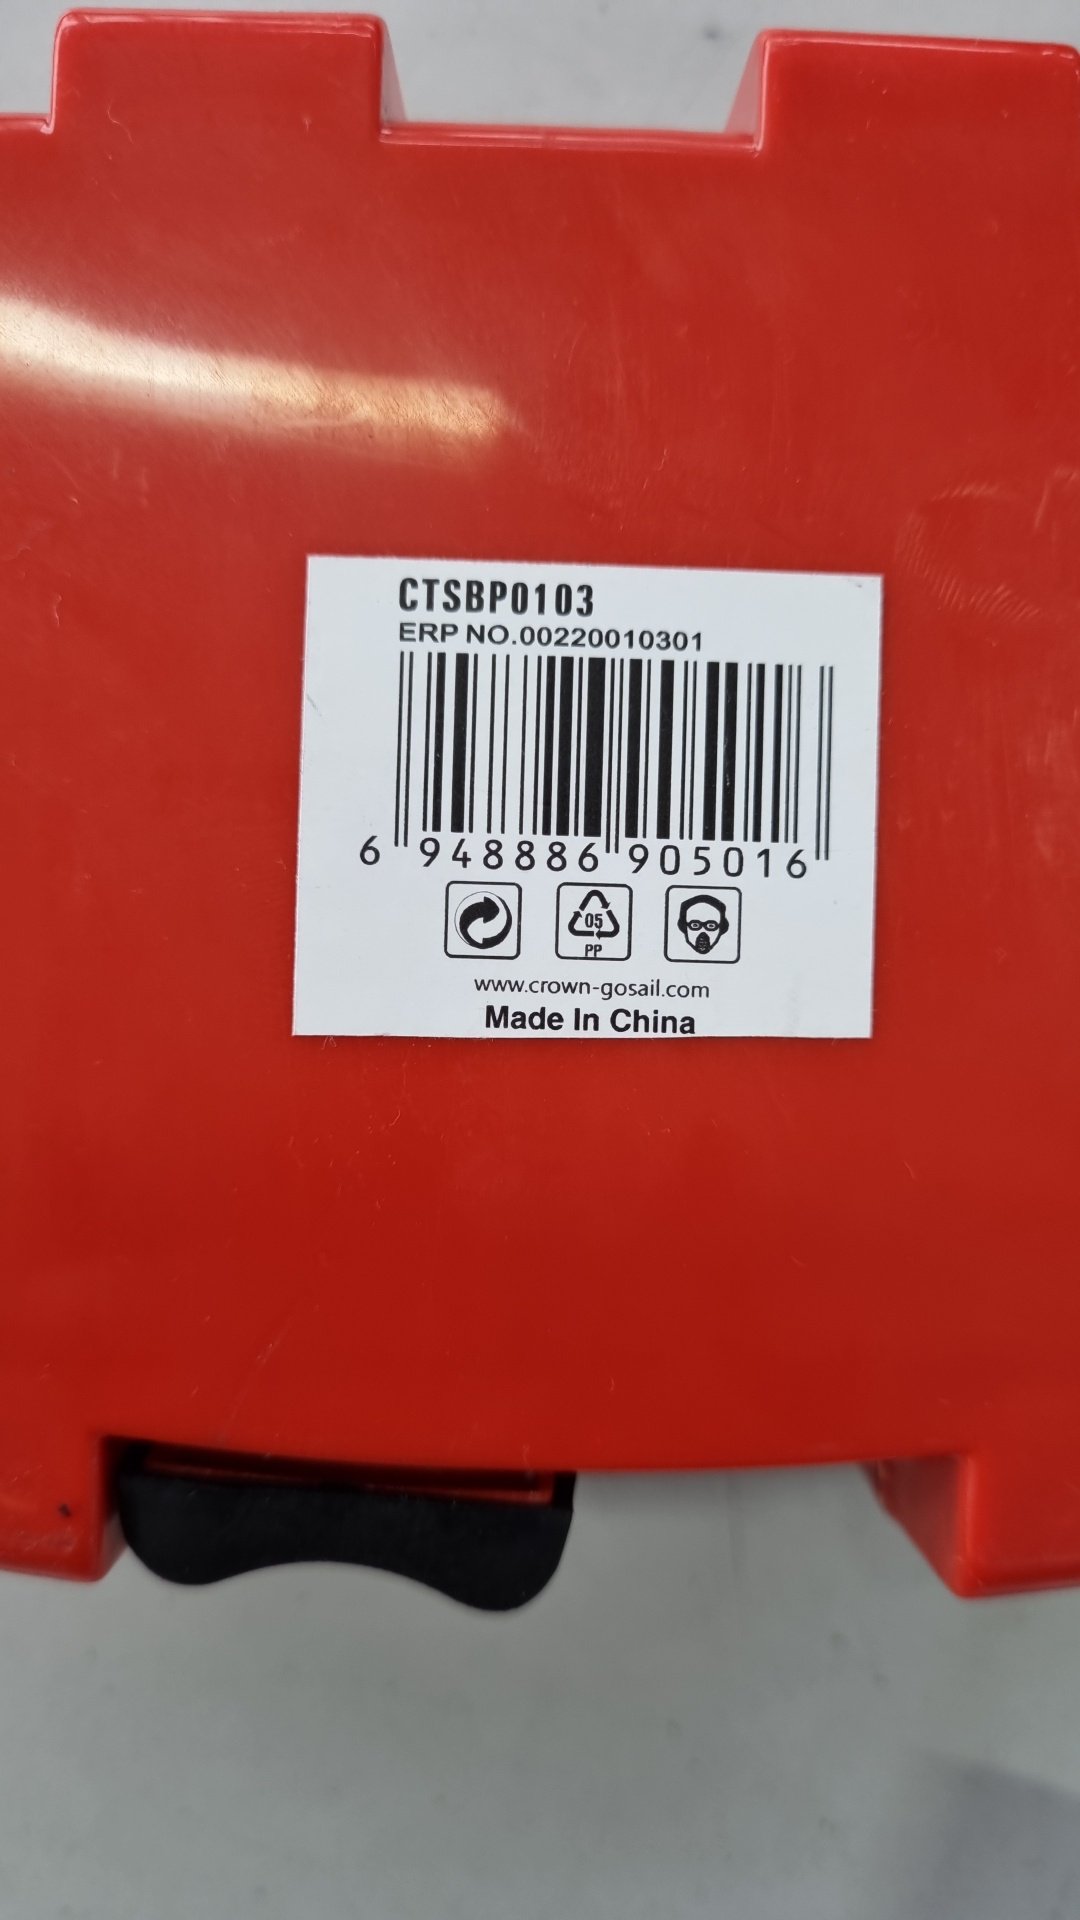 CTSBP0103
ERP NO.00220010301
6 948886 905016
05
PP
www.crown-gosail.com
Made In China